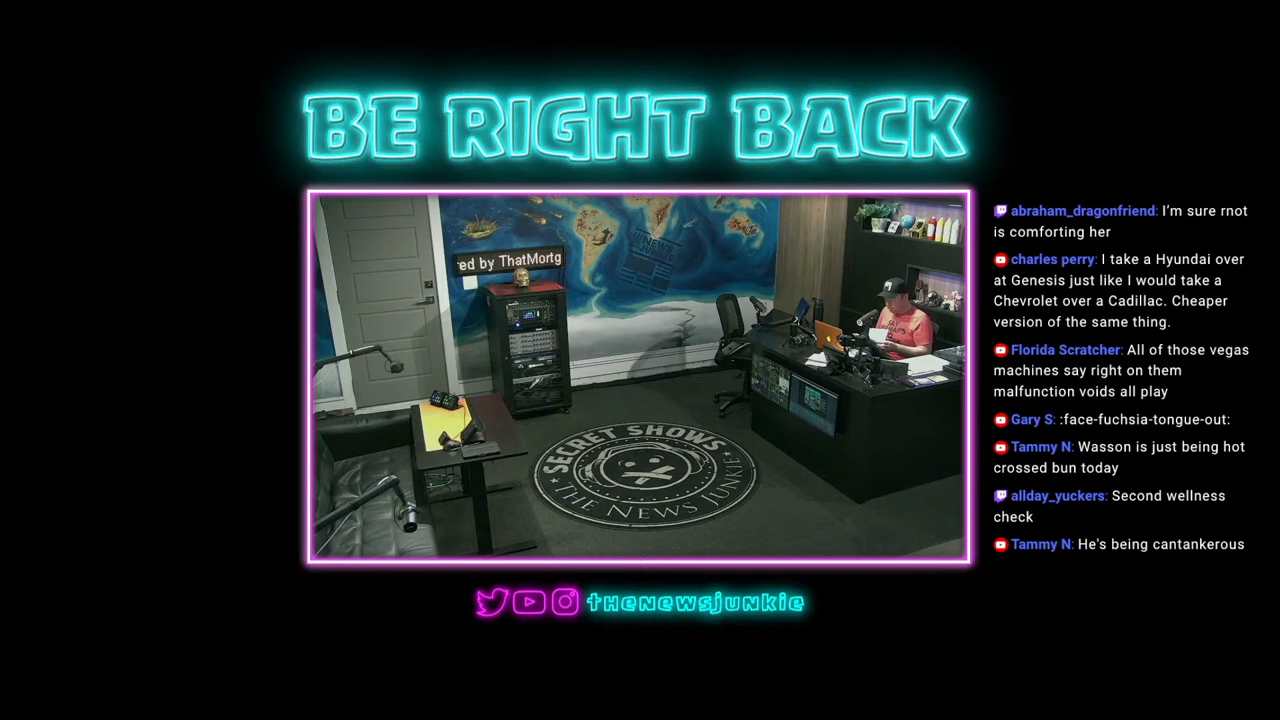 BE RIGHT BACK
red by ThatMortg
NEWS
JUNKIE
SECRET SHOWS
THE NEWS JUNKIE
abraham_dragonfriend: I’m sure rnot
is comforting her
charles perry: I take a Hyundai over
at Genesis just like I would take a
Chevrolet over a Cadillac. Cheaper
version of the same thing.
Florida Scratcher: All of those vegas
machines say right on them
malfunction voids all play
Gary S: :face-fuchsia-tongue-out:
Tammy N: Wasson is just being hot
crossed bun today
allday_yuckers: Second wellness
check
Tammy N: He's being cantankerous
thenewsjunkie